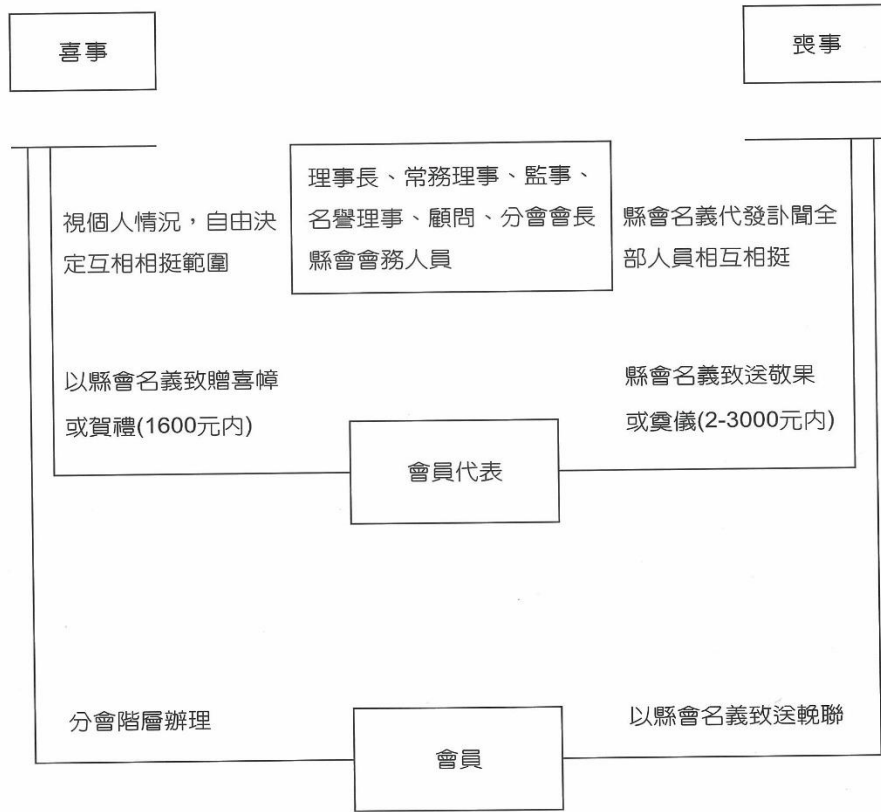 喜事
喪事
理事長、常務理事、監事、
名譽理事、顧問、分會會長
縣會會務人員
視個人情況，自由決
定互相相挺範圍
縣會名義代發訃聞全
部人員相互相挺
以縣會名義致贈喜幛
或賀禮(1600元內)
縣會名義致送敬果
或奠儀(2-3000元內)
會員代表
分會階層辦理
以縣會名義致送輓聯
會員